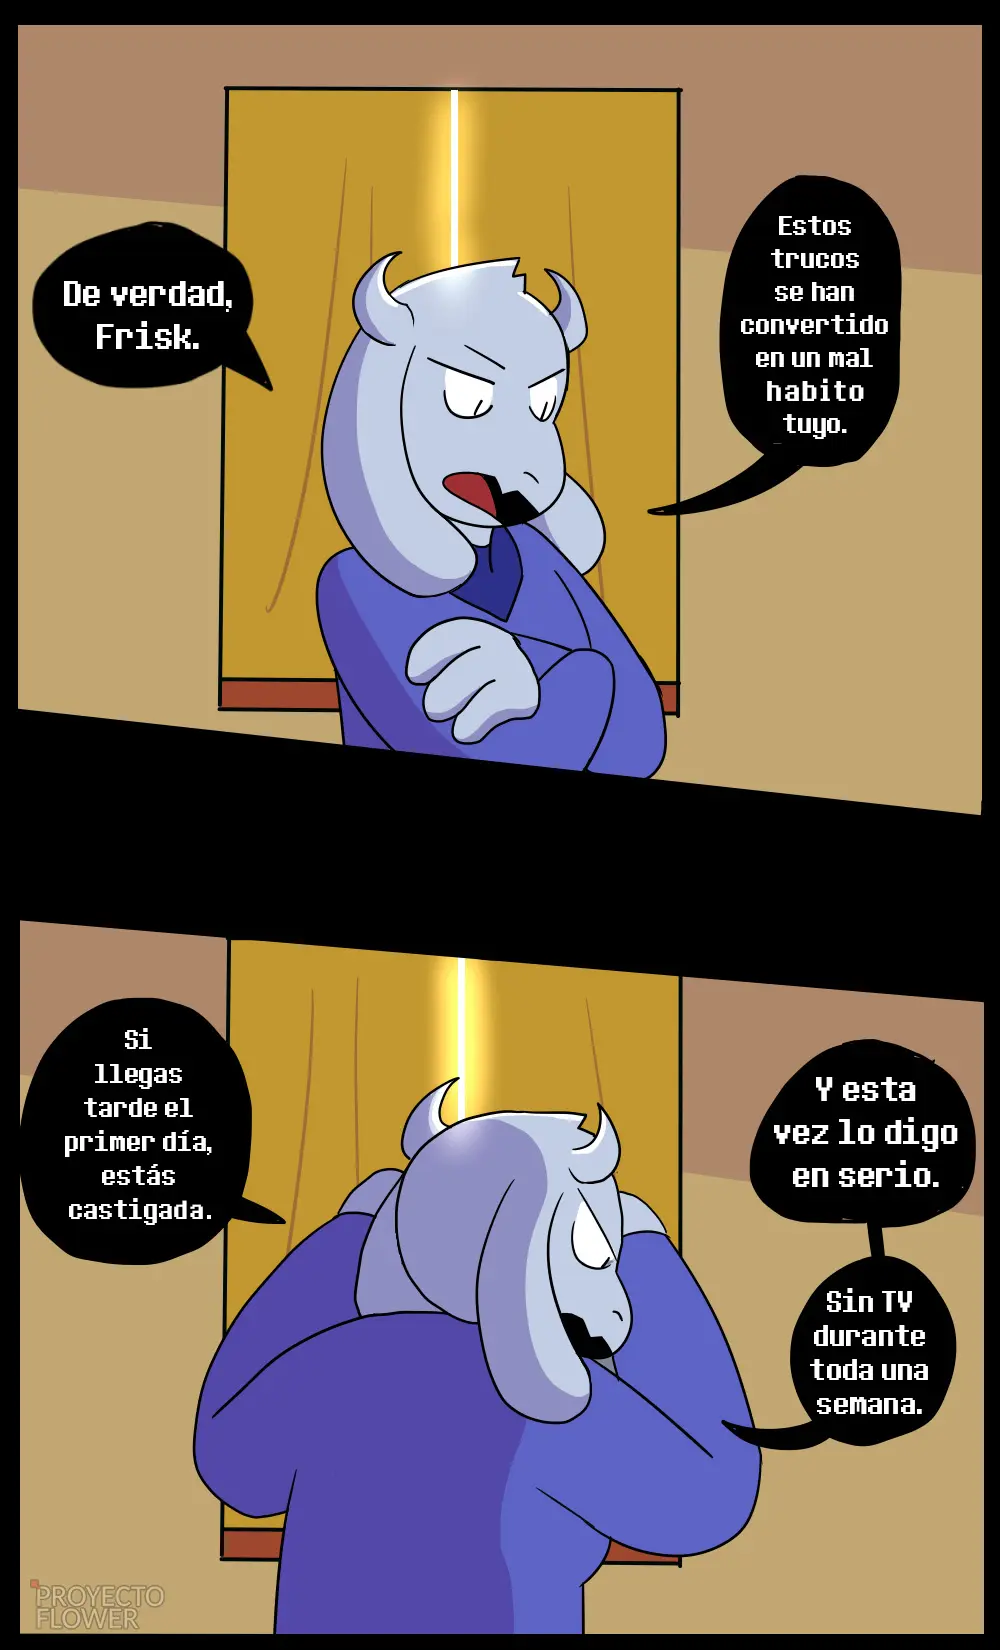 De verdad,
Frisk.
Estos
trucos
se han
convertido
en un mal
habito
tuyo.
Si
llegas
tarde el
primer día,
estás
castigada.
Y esta
vez lo digo
en serio.
Sin TV
durante
toda una
semana.
PROYECTO
FLOWER